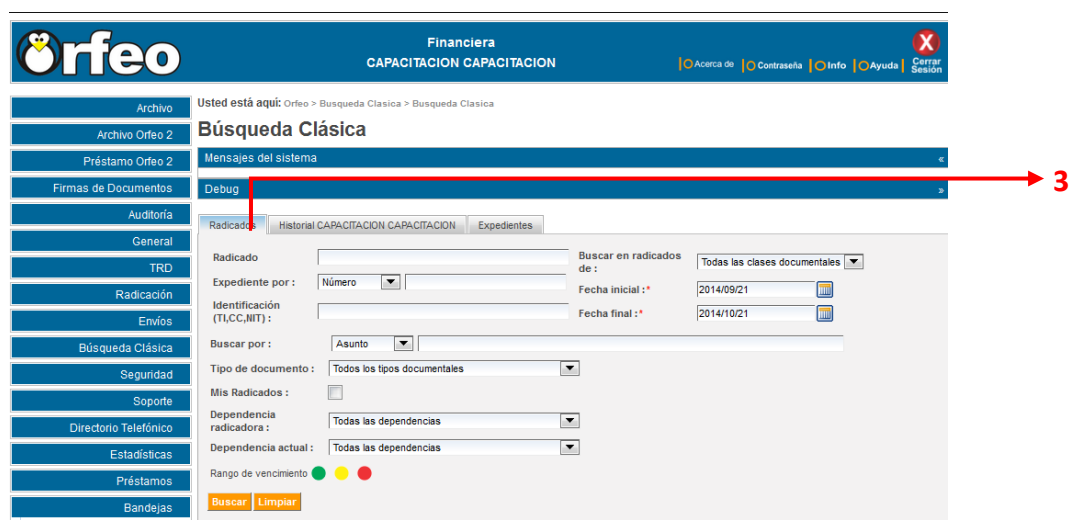 Orfeo
Financiera
CAPACITACION CAPACITACION
Acerca de
Contraseña
Info
Ayuda
X
Cerrar
Sesión
Archivo
Archivo Orfeo 2
Préstamo Orfeo 2
Firmas de Documentos
Auditoría
General
TRD
Radicación
Envíos
Búsqueda Clásica
Seguridad
Soporte
Directorio Telefónico
Estadísticas
Préstamos
Bandejas
Usted está aqui: Orfeo > Busqueda Clasica > Busqueda Clasica
Búsqueda Clásica
Mensajes del sistema «
Debug »
3
Radicados Historial CAPACITACION CAPACITACION Expedientes
Radicado
Expediente por : Número
Identificación
(TI,CC,NIT) :
Buscar en radicados
de : Todas las clases documentales
Fecha inicial :* 2014/09/21
Fecha final :* 2014/10/21
Buscar por : Asunto
Tipo de documento : Todos los tipos documentales
Mis Radicados :
Dependencia
radicadora : Todas las dependencias
Dependencia actual : Todas las dependencias
Rango de vencimiento
Buscar Limpiar